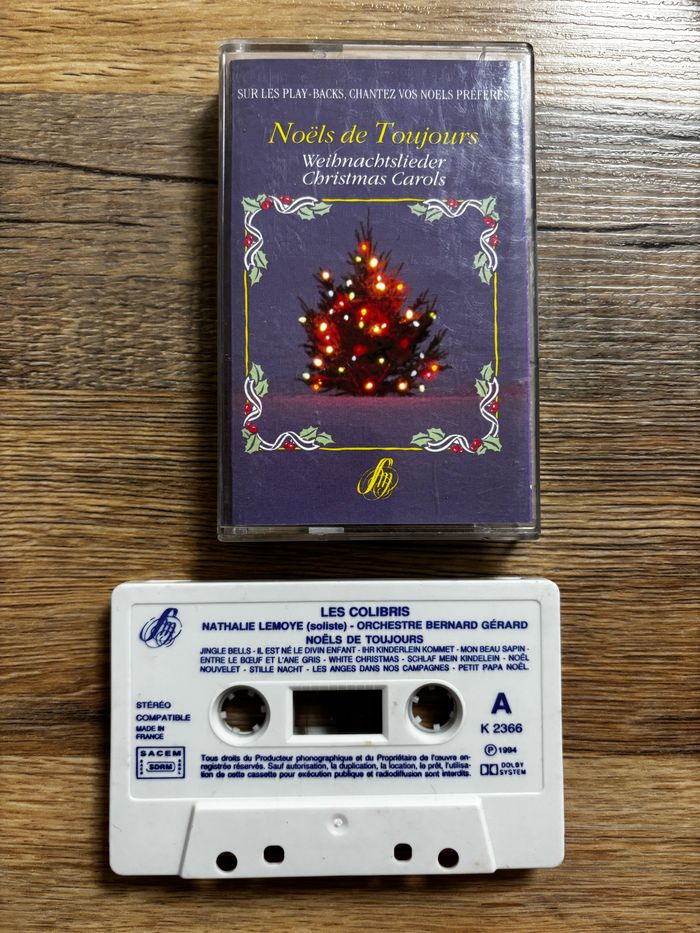 SUR LES PLAY-BACKS, CHANTEZ VOS NOELS PRÉFÉRÉS
Noëls de Toujours
Weihnachtslieder
Christmas Carols
fm
fm
LES COLIBRIS
NATHALIE LEMOYE (soliste) - ORCHESTRE BERNARD GÉRARD
NOËLS DE TOUJOURS
JINGLE BELLS - IL EST NÉ LE DIVIN ENFANT - IHR KINDERLEIN KOMMET - MON BEAU SAPIN -
ENTRE LE BŒUF ET L'ANE GRIS - WHITE CHRISTMAS - SCHLAF MEIN KINDELEIN - NOËL
NOUVELET - STILLE NACHT - LES ANGES DANS NOS CAMPAGNES - PETIT PAPA NOËL
STÉRÉO
COMPATIBLE
MADE IN
FRANCE
A
K 2366
SACEM
SDRM
Tous droits du Producteur phonographique et du Propriétaire de l'œuvre en-
registrée réservés. Sauf autorisation, la duplication, la location, le prêt, l'utilisa-
tion de cette cassette pour exécution publique et radiodiffusion sont interdits.
℗ 1994
DOLBY
SYSTEM